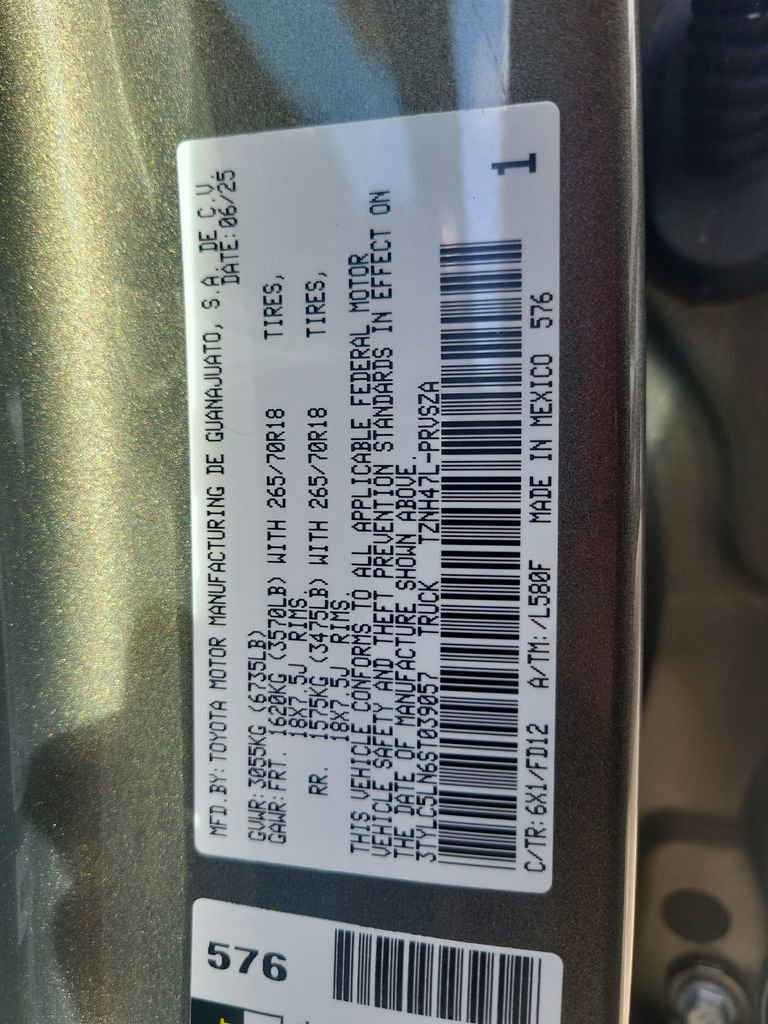 MFD.BY: TOYOTA MOTOR MANUFACTURING DE GUANAJUATO, S.A. DE C.V.
DATE: 06/25
GVWR: 3055KG (6735LB)
GAWR: FRT. 1620KG (3570LB) WITH 265/70R18 TIRES,
18X7.5J RIMS.
RR. 1575KG (3475LB) WITH 265/70R18 TIRES,
18X7.5J RIMS.
THIS VEHICLE CONFORMS TO ALL APPLICABLE FEDERAL MOTOR
VEHICLE SAFETY AND THEFT PREVENTION STANDARDS IN EFFECT ON
THE DATE OF MANUFACTURE SHOWN ABOVE.
3TYLC5LN6ST039057 TRUCK TZNH47L-PRVSZA
1
C/TR: 6X1/FD12 A/TM: /L580F MADE IN MEXICO 576
576